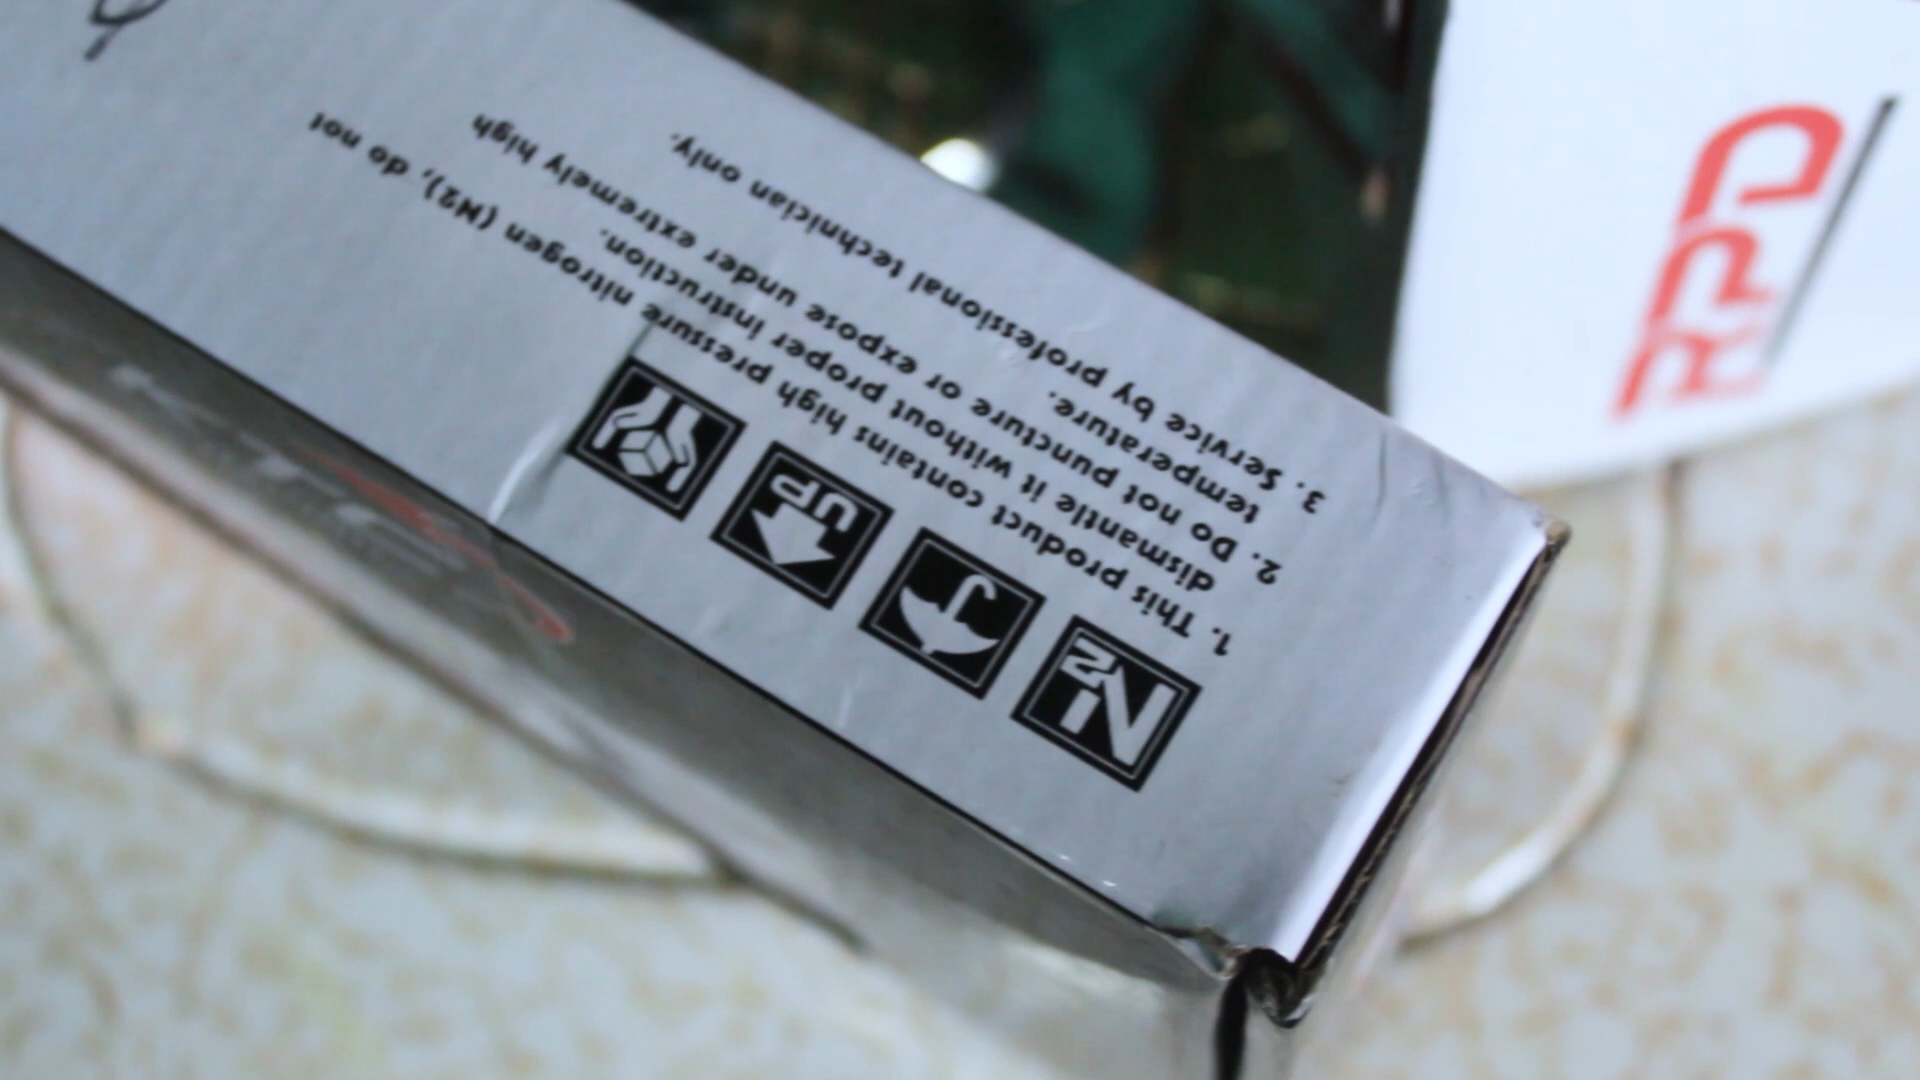 N2
UP
1. This product contains high pressure nitrogen (N2), do not
dismantle it without proper instruction.
2. Do not puncture or expose under extremely high
temperature.
3. Service by professional technician only.